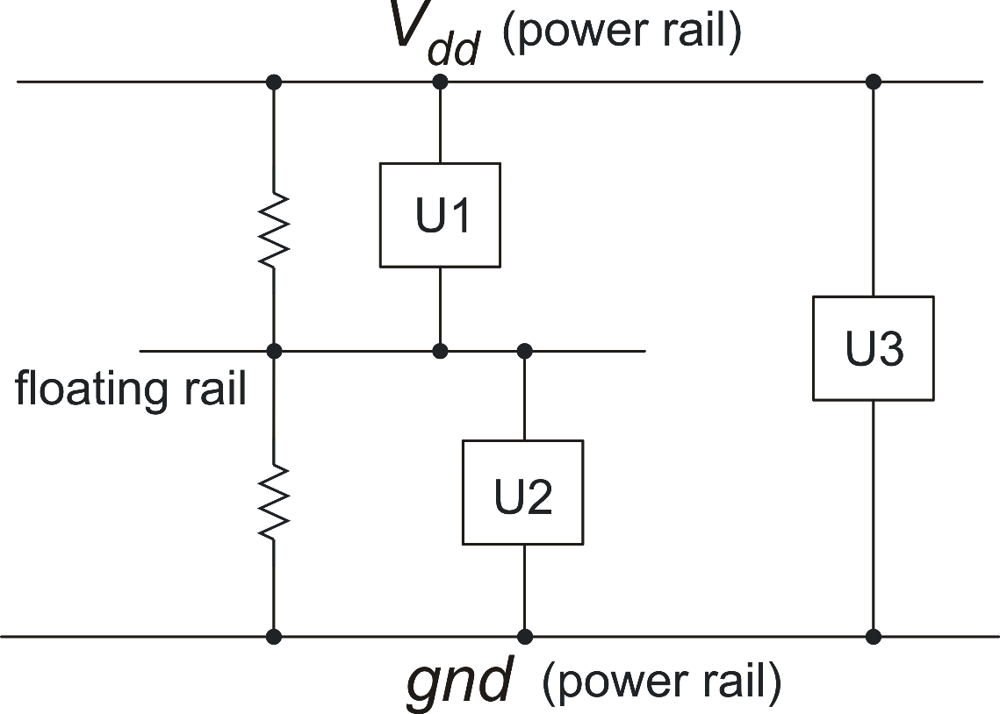 Vdd (power rail)
U1
U3
floating rail
U2
gnd (power rail)